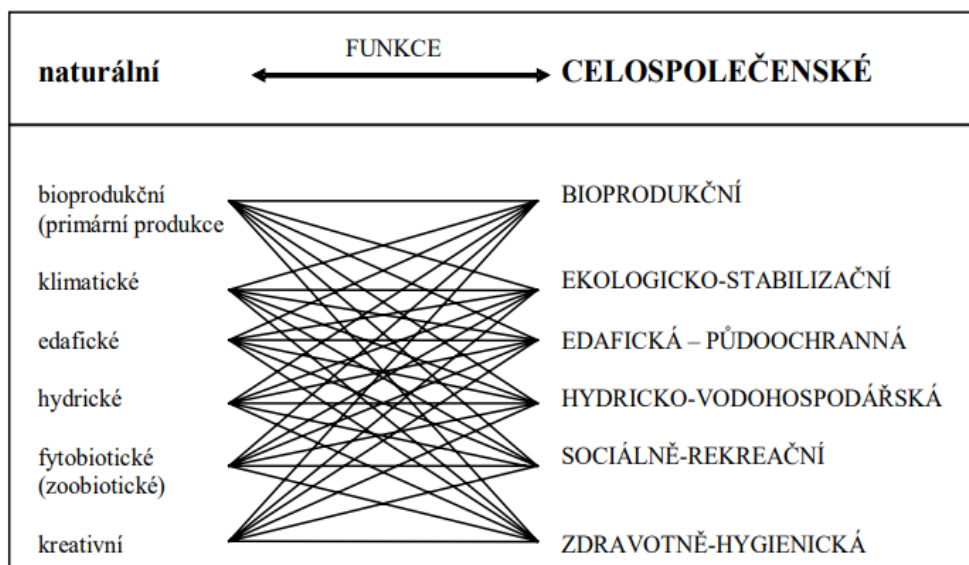 FUNKCE
naturální CELOSPOLEČENSKÉ
bioprodukční BIOPRODUKČNÍ
(primární produkce
klimatické EKOLOGICKO-STABILIZAČNÍ
edafické EDAFICKÁ – PŮDOOCHRANNÁ
hydrické HYDRICKO-VODOHOSPODÁŘSKÁ
fytobiotické SOCIÁLNĚ-REKREAČNÍ
(zoobiotické)
kreativní ZDRAVOTNĚ-HYGIENICKÁ